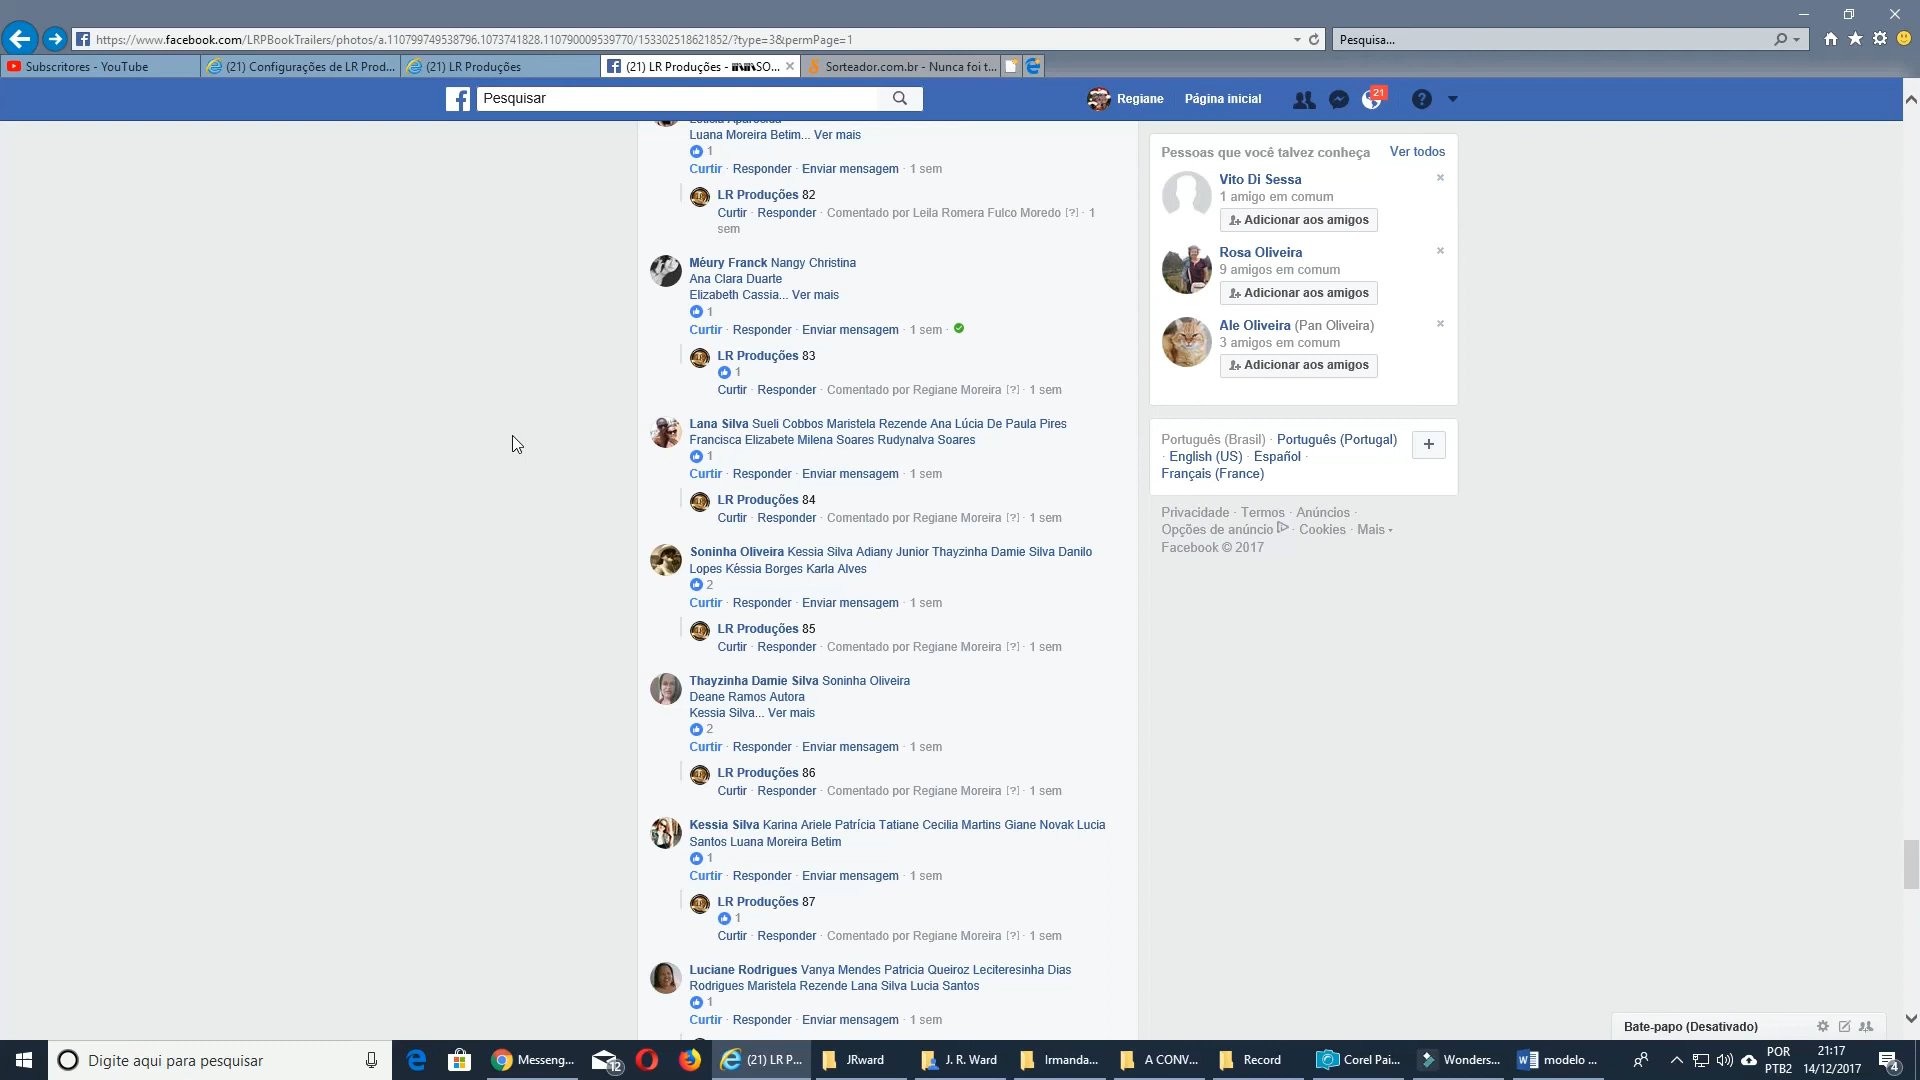 https://www.facebook.com/LRPBookTrailers/photos/a.110799749538796.1073741828.110790009539770/153302518621852/?type=3&permPage=1
Pesquisa...
Subscritores - YouTube
(21) Configurações de LR Prod...
(21) LR Produções
(21) LR Produções - SO...
Sorteador.com.br - Nunca foi t...
Pesquisar
Regiane
Página inicial
21
Luana Moreira Betim... Ver mais
1
Curtir · Responder · Enviar mensagem · 1 sem
LR Produções 82
Curtir · Responder · Comentado por Leila Romera Fulco Moredo [?] · 1
sem
Méury Franck Nangy Christina
Ana Clara Duarte
Elizabeth Cassia... Ver mais
1
Curtir · Responder · Enviar mensagem · 1 sem ·
LR Produções 83
1
Curtir · Responder · Comentado por Regiane Moreira [?] · 1 sem
Lana Silva Sueli Cobbos Maristela Rezende Ana Lúcia De Paula Pires
Francisca Elizabete Milena Soares Rudynalva Soares
1
Curtir · Responder · Enviar mensagem · 1 sem
LR Produções 84
Curtir · Responder · Comentado por Regiane Moreira [?] · 1 sem
Soninha Oliveira Kessia Silva Adiany Junior Thayzinha Damie Silva Danilo
Lopes Késsia Borges Karla Alves
2
Curtir · Responder · Enviar mensagem · 1 sem
LR Produções 85
Curtir · Responder · Comentado por Regiane Moreira [?] · 1 sem
Thayzinha Damie Silva Soninha Oliveira
Deane Ramos Autora
Kessia Silva... Ver mais
2
Curtir · Responder · Enviar mensagem · 1 sem
LR Produções 86
Curtir · Responder · Comentado por Regiane Moreira [?] · 1 sem
Kessia Silva Karina Ariele Patrícia Tatiane Cecilia Martins Giane Novak Lucia
Santos Luana Moreira Betim
1
Curtir · Responder · Enviar mensagem · 1 sem
LR Produções 87
1
Curtir · Responder · Comentado por Regiane Moreira [?] · 1 sem
Luciane Rodrigues Vanya Mendes Patricia Queiroz Leciteresinha Dias
Rodrigues Maristela Rezende Lana Silva Lucia Santos
1
Curtir · Responder · Enviar mensagem · 1 sem
Pessoas que você talvez conheça
Ver todos
Vito Di Sessa
1 amigo em comum
Adicionar aos amigos
Rosa Oliveira
9 amigos em comum
Adicionar aos amigos
Ale Oliveira (Pan Oliveira)
3 amigos em comum
Adicionar aos amigos
Português (Brasil) · Português (Portugal)
· English (US) · Español ·
Français (France)
Privacidade · Termos · Anúncios ·
Opções de anúncio · Cookies · Mais
Facebook © 2017
Bate-papo (Desativado)
Digite aqui para pesquisar
Messeng...
12
(21) LR P...
JRward
J. R. Ward
Irmanda...
A CONV...
Record
Corel Pai...
Wonders...
modelo ...
POR
PTB2
21:17
14/12/2017
4